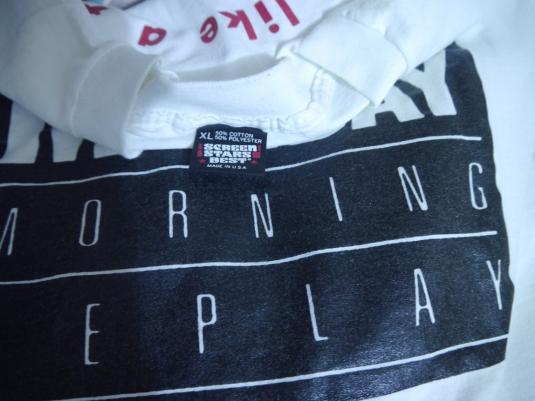 like a
AY
XL 50% COTTON
50% POLYESTER
SCREEN
STARS
BEST
MADE IN U.S.A.
MORNING
EPLAY